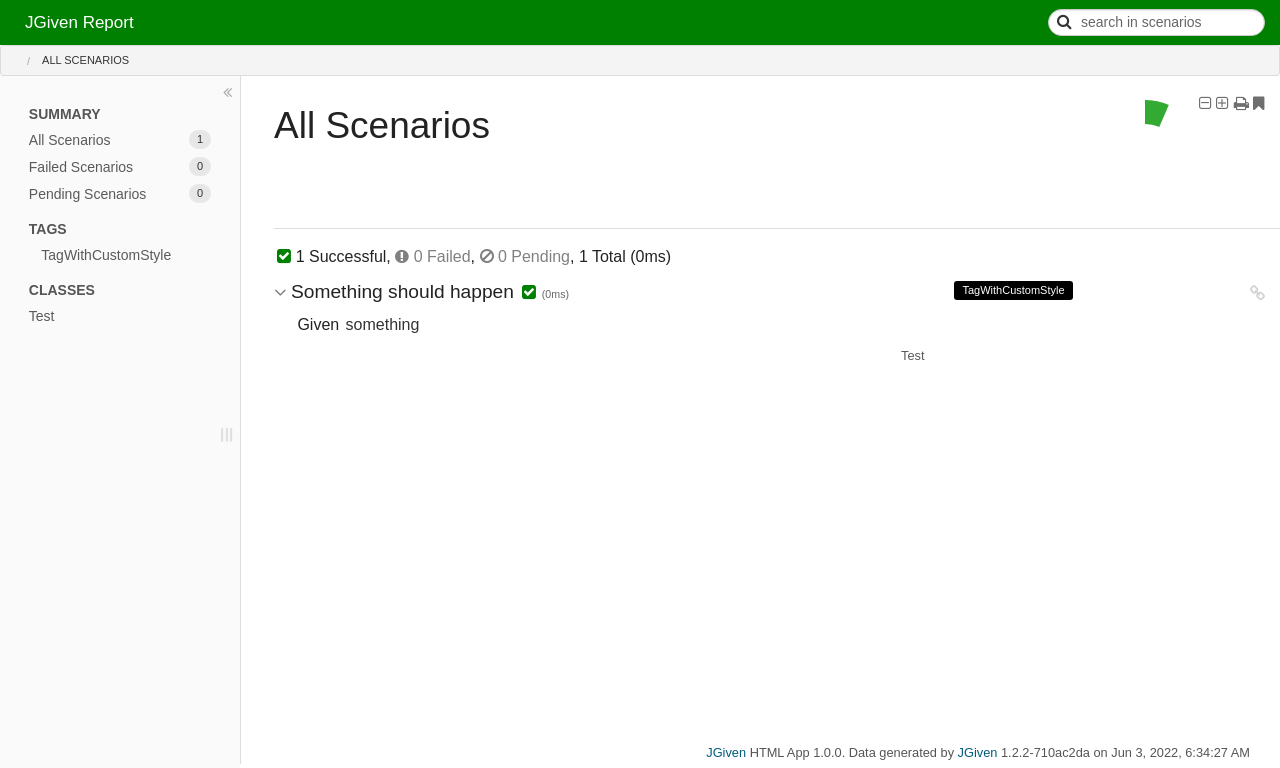 JGiven Report
search in scenarios
/ ALL SCENARIOS
SUMMARY
All Scenarios 1
Failed Scenarios 0
Pending Scenarios 0
TAGS
TagWithCustomStyle
CLASSES
Test
All Scenarios
1 Successful, 0 Failed, 0 Pending, 1 Total (0ms)
Something should happen (0ms) TagWithCustomStyle
Given something
Test
JGiven HTML App 1.0.0. Data generated by JGiven 1.2.2-710ac2da on Jun 3, 2022, 6:34:27 AM